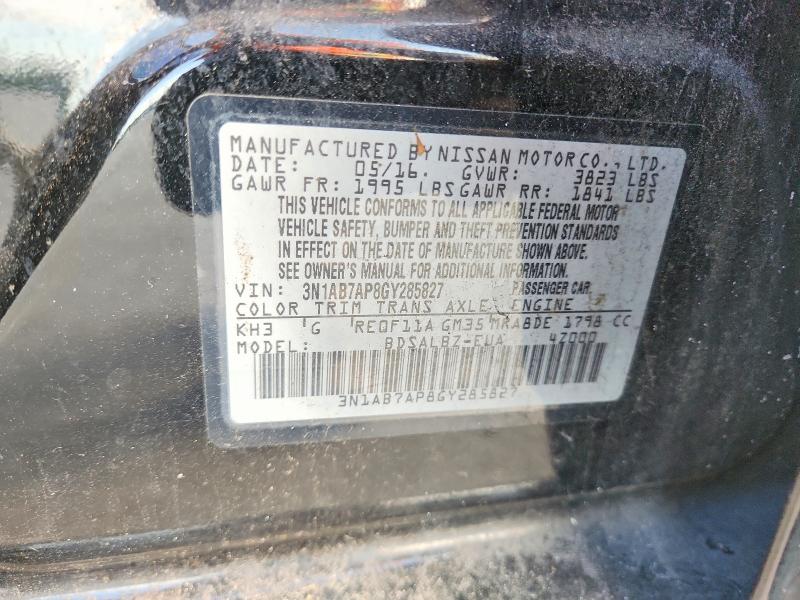 MANUFACTURED BY NISSAN MOTOR CO., LTD.
DATE: 05/16. GVWR: 3823 LBS
GAWR FR: 1995 LBS GAWR RR: 1841 LBS
THIS VEHICLE CONFORMS TO ALL APPLICABLE FEDERAL MOTOR
VEHICLE SAFETY, BUMPER AND THEFT PREVENTION STANDARDS
IN EFFECT ON THE DATE OF MANUFACTURE SHOWN ABOVE.
SEE OWNER'S MANUAL FOR ADDITIONAL INFORMATION
VIN: 3N1AB7AP8GY285827 PASSENGER CAR
COLOR TRIM TRANS AXLE ENGINE
KH3 G RE0F11A GM35 MRA8DE 1798 CC
MODEL: BDSALBZ-EUA 4Z000
3N1AB7AP8GY285827